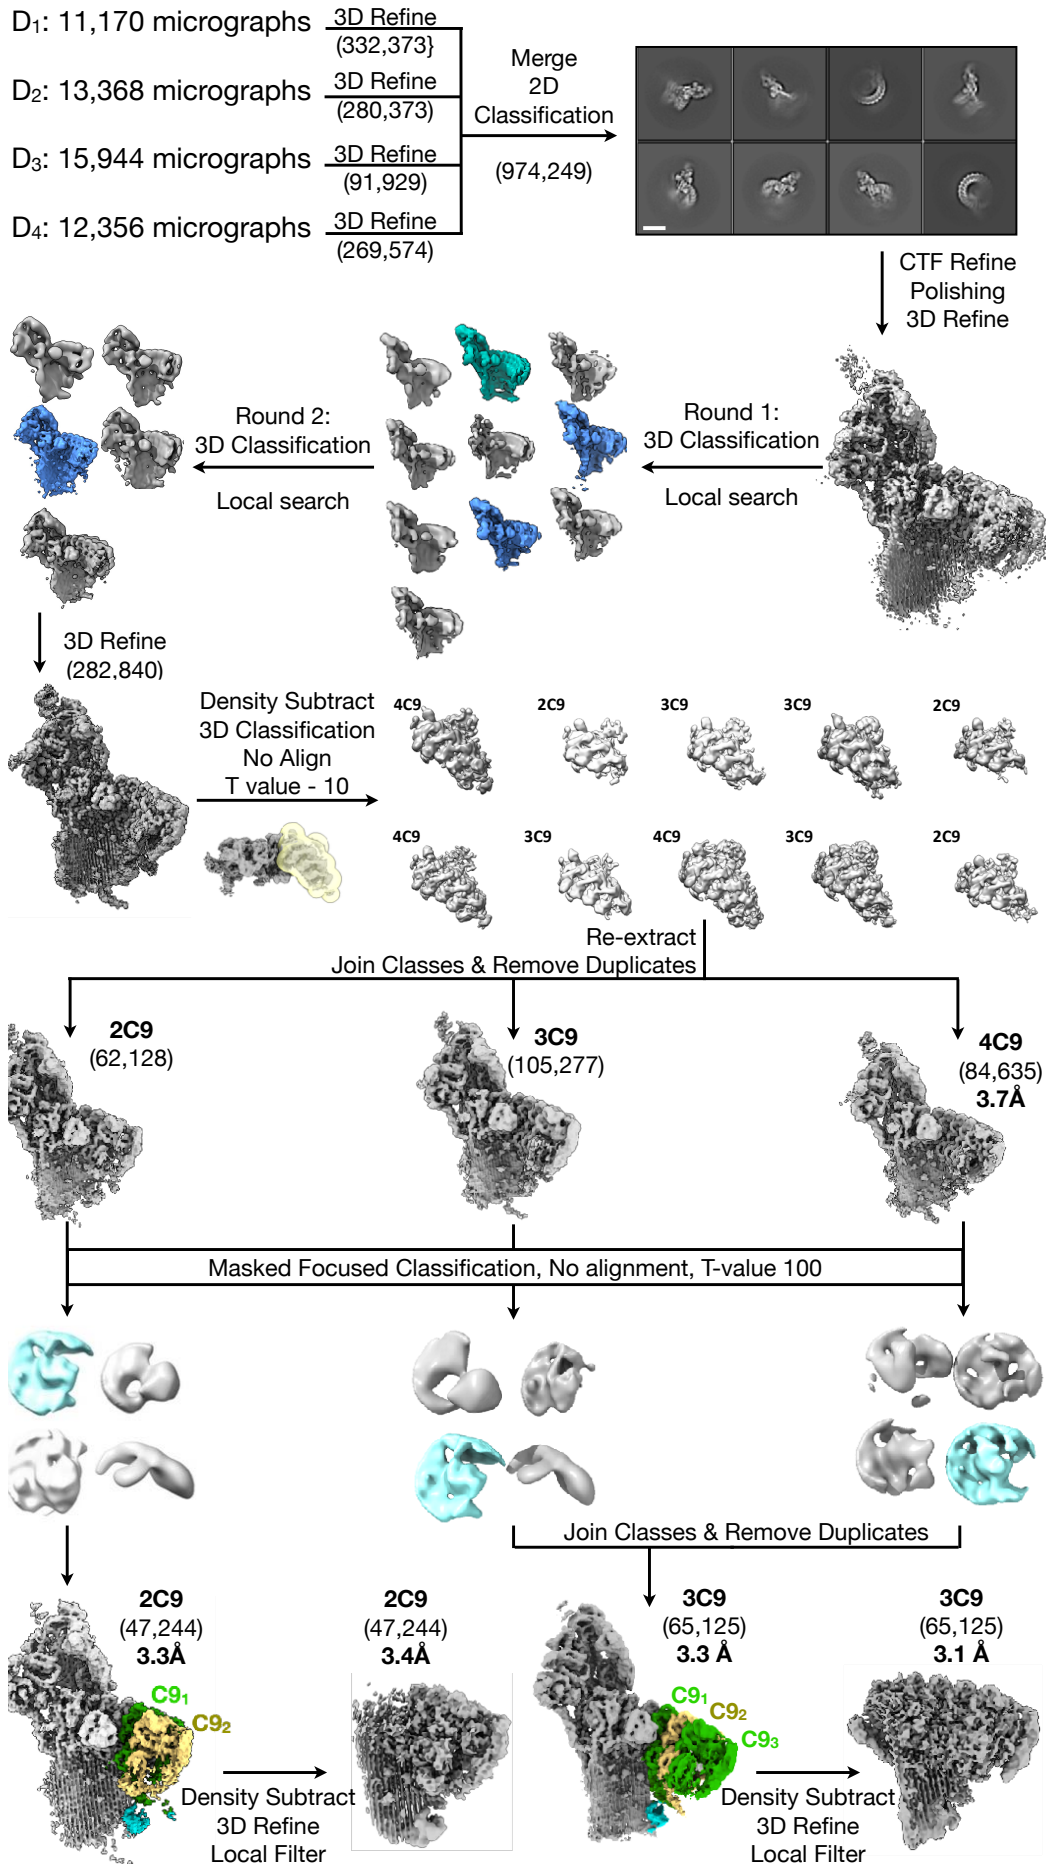 D1: 11,170 micrographs
3D Refine
(332,373}
D2: 13,368 micrographs
3D Refine
(280,373)
D3: 15,944 micrographs
3D Refine
(91,929)
D4: 12,356 micrographs
3D Refine
(269,574)
Merge
2D
Classification
(974,249)
CTF Refine
Polishing
3D Refine
Round 1:
3D Classification
Local search
Round 2:
3D Classification
Local search
3D Refine
(282,840)
Density Subtract
3D Classification
No Align
T value - 10
4C9
2C9
3C9
3C9
2C9
4C9
3C9
4C9
3C9
2C9
Re-extract
Join Classes & Remove Duplicates
2C9
(62,128)
3C9
(105,277)
4C9
(84,635)
3.7Å
Masked Focused Classification, No alignment, T-value 100
Join Classes & Remove Duplicates
2C9
(47,244)
3.3Å
C91
C92
Density Subtract
3D Refine
Local Filter
2C9
(47,244)
3.4Å
3C9
(65,125)
3.3 Å
C91
C92
C93
Density Subtract
3D Refine
Local Filter
3C9
(65,125)
3.1 Å